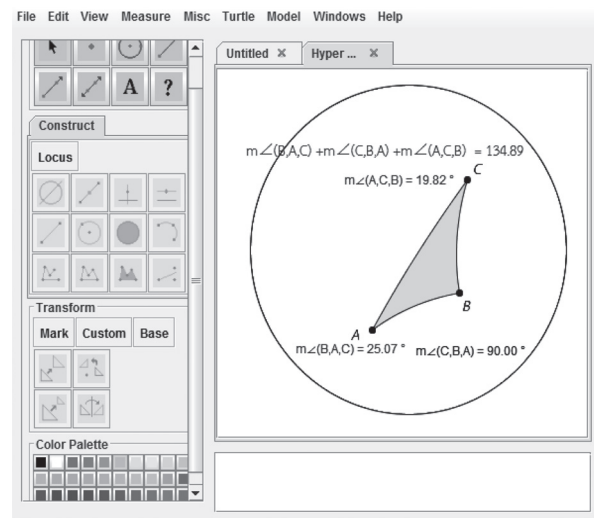 File Edit View Measure Misc Turtle Model Windows Help
Untitled × Hyper ... ×
A ?
Construct
Locus
Transform
Mark Custom Base
Color Palette
m∠(B,A,C) +m∠(C,B,A) +m∠(A,C,B) = 134.89
C
m∠(A,C,B) = 19.82 °
B
A
m∠(B,A,C) = 25.07 ° m∠(C,B,A) = 90.00 °